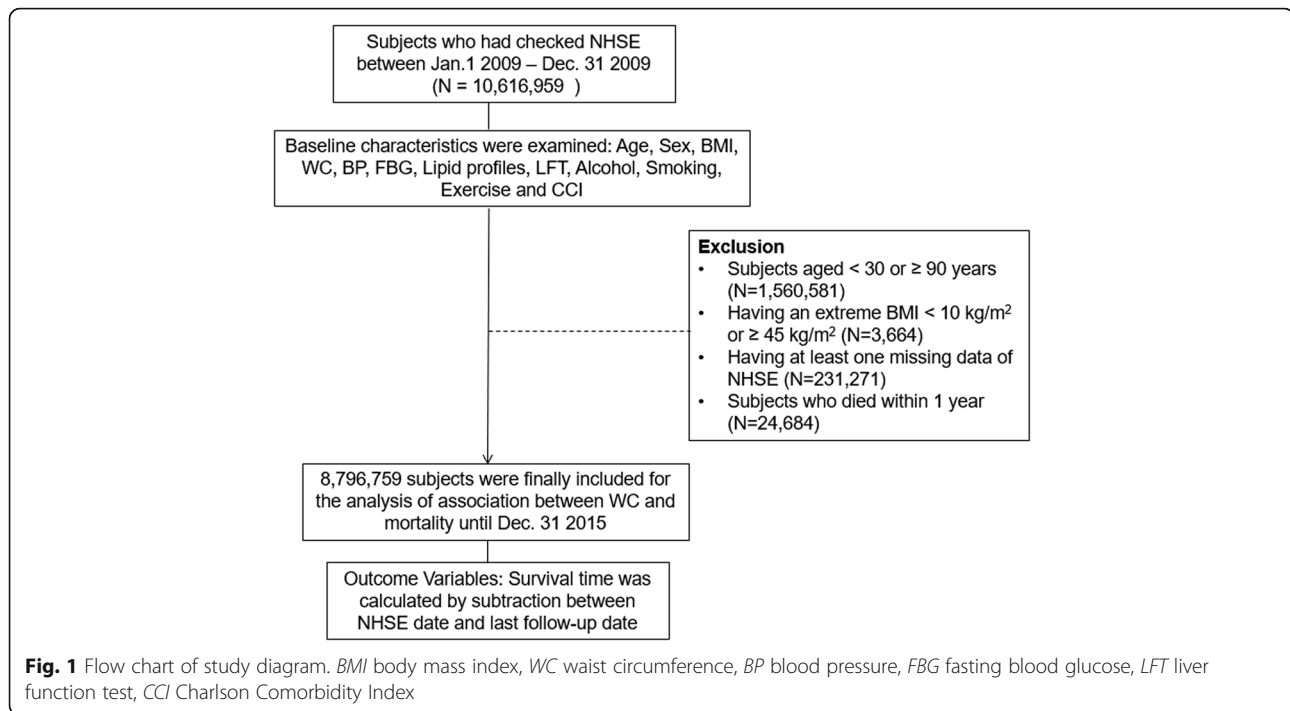 Subjects who had checked NHSE
between Jan.1 2009 – Dec. 31 2009
(N = 10,616,959 )
Baseline characteristics were examined: Age, Sex, BMI,
WC, BP, FBG, Lipid profiles, LFT, Alcohol, Smoking,
Exercise and CCI
Exclusion
• Subjects aged < 30 or ≥ 90 years
(N=1,560,581)
• Having an extreme BMI < 10 kg/m²
or ≥ 45 kg/m² (N=3,664)
• Having at least one missing data of
NHSE (N=231,271)
• Subjects who died within 1 year
(N=24,684)
8,796,759 subjects were finally included for
the analysis of association between WC and
mortality until Dec. 31 2015
Outcome Variables: Survival time was
calculated by subtraction between
NHSE date and last follow-up date
Fig. 1 Flow chart of study diagram. BMI body mass index, WC waist circumference, BP blood pressure, FBG fasting blood glucose, LFT liver
function test, CCI Charlson Comorbidity Index